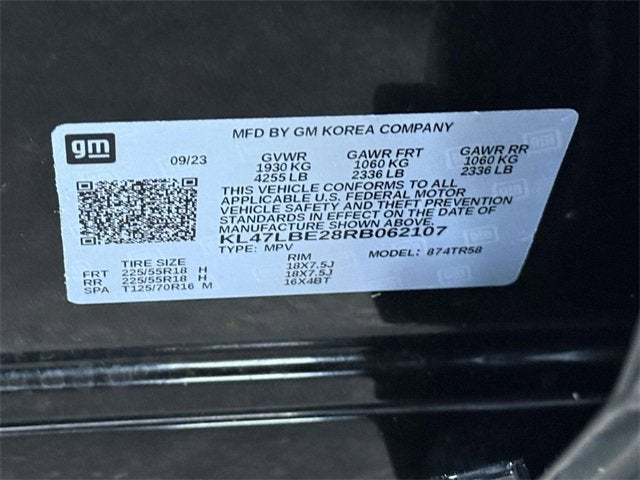 gm
MFD BY GM KOREA COMPANY
09/23 GVWR GAWR FRT GAWR RR
1930 KG 1060 KG 1060 KG
4255 LB 2336 LB 2336 LB
THIS VEHICLE CONFORMS TO ALL
APPLICABLE U.S. FEDERAL MOTOR
VEHICLE SAFETY AND THEFT PREVENTION
STANDARDS IN EFFECT ON THE DATE OF
MANUFACTURE SHOWN ABOVE.
KL47LBE28RB062107
TYPE: MPV MODEL: 874TR58
TIRE SIZE RIM
FRT 225/55R18 H 18X7.5J
RR 225/55R18 H 18X7.5J
SPA T125/70R16 M 16X4BT